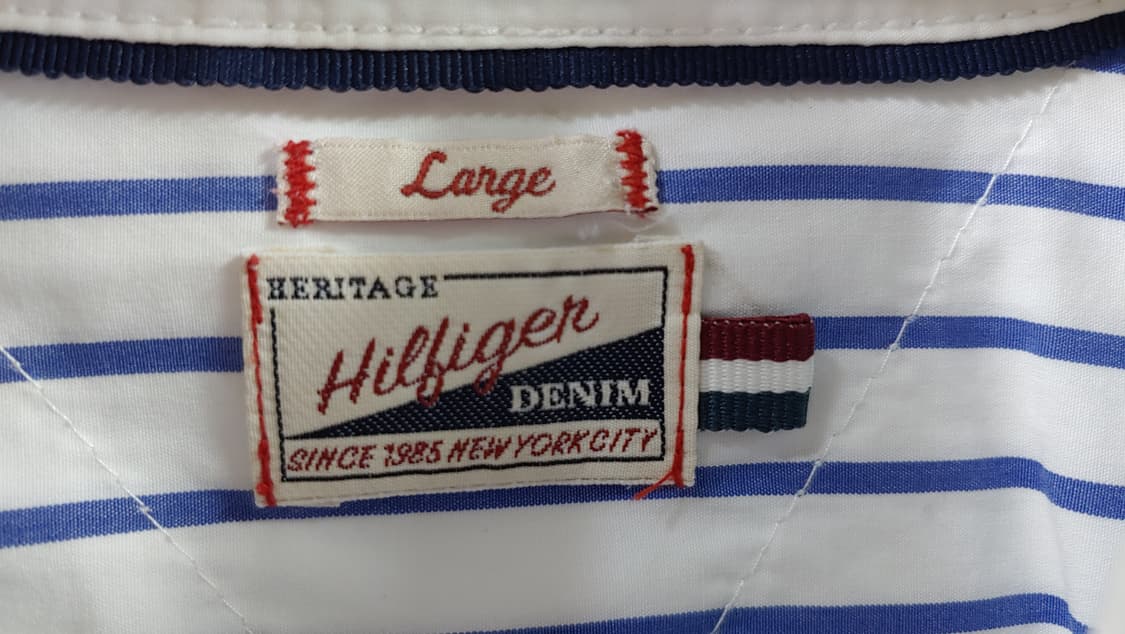 Large
HERITAGE
Hilfiger
DENIM
SINCE 1985 NEW YORK CITY